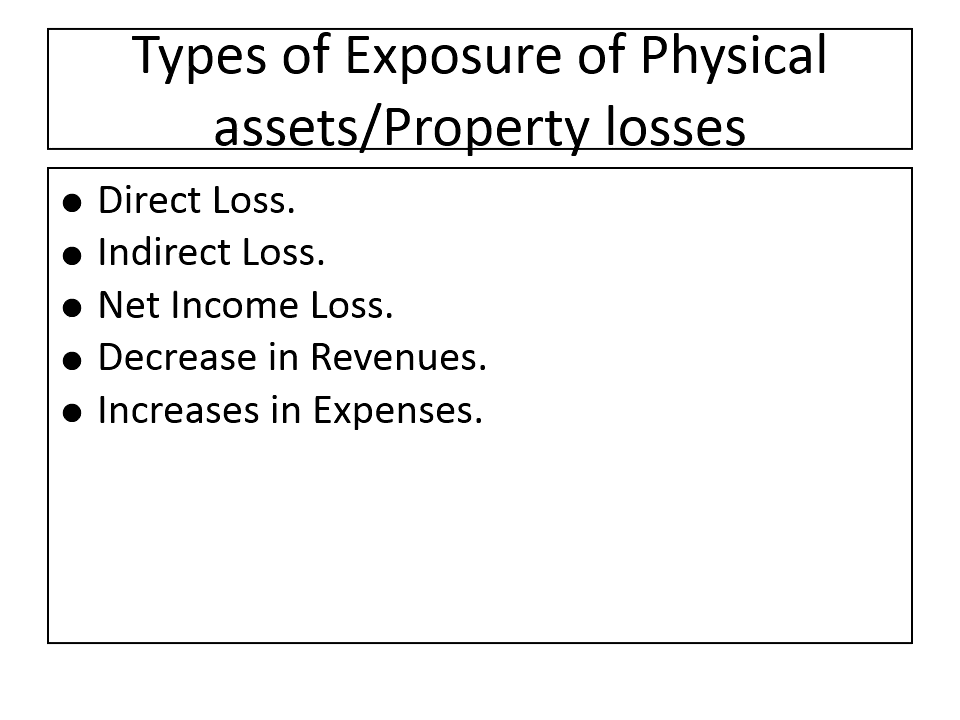 Types of Exposure of Physical
assets/Property losses
● Direct Loss.
● Indirect Loss.
● Net Income Loss.
● Decrease in Revenues.
● Increases in Expenses.